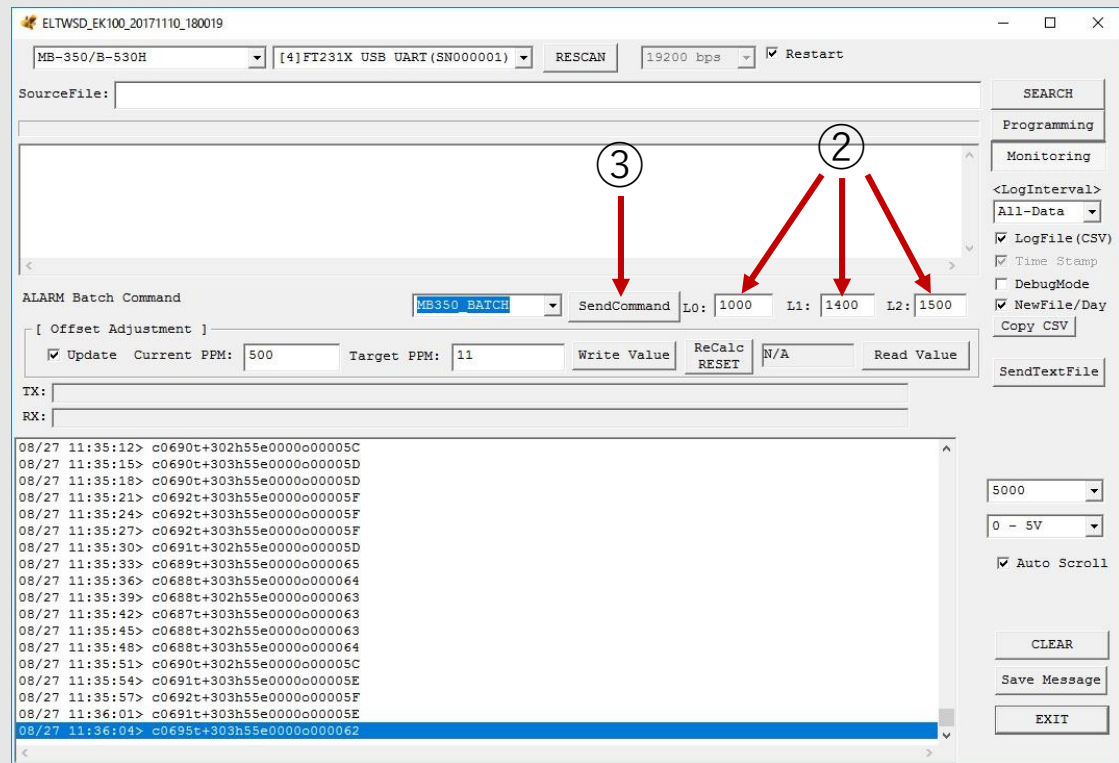 ELTWSD_EK100_20171110_180019
MB-350/B-530H [4]FT231X USB UART(SN000001) RESCAN 19200 bps Restart
SourceFile: SEARCH
Programming
Monitoring
③ ②
<LogInterval>
All-Data
LogFile(CSV)
Time Stamp
DebugMode
NewFile/Day
Copy CSV
ALARM Batch Command MB350_BATCH SendCommand L0: 1000 L1: 1400 L2: 1500
[ Offset Adjustment ]
Update Current PPM: 500 Target PPM: 11 Write Value ReCalc RESET N/A Read Value
SendTextFile
TX:
RX:
08/27 11:35:12> c0690t+302h55e0000o00005C
08/27 11:35:15> c0690t+303h55e0000o00005D
08/27 11:35:18> c0690t+303h55e0000o00005D
08/27 11:35:21> c0692t+303h55e0000o00005F
08/27 11:35:24> c0692t+303h55e0000o00005F
08/27 11:35:27> c0692t+303h55e0000o00005F
08/27 11:35:30> c0691t+302h55e0000o00005D
08/27 11:35:33> c0689t+303h55e0000o000065
08/27 11:35:36> c0688t+303h55e0000o000064
08/27 11:35:39> c0688t+302h55e0000o000063
08/27 11:35:42> c0687t+303h55e0000o000063
08/27 11:35:45> c0688t+302h55e0000o000063
08/27 11:35:48> c0688t+303h55e0000o000064
08/27 11:35:51> c0690t+302h55e0000o00005C
08/27 11:35:54> c0691t+303h55e0000o00005E
08/27 11:35:57> c0692t+303h55e0000o00005F
08/27 11:36:01> c0691t+303h55e0000o00005E
08/27 11:36:04> c0695t+303h55e0000o000062
5000
0 - 5V
Auto Scroll
CLEAR
Save Message
EXIT